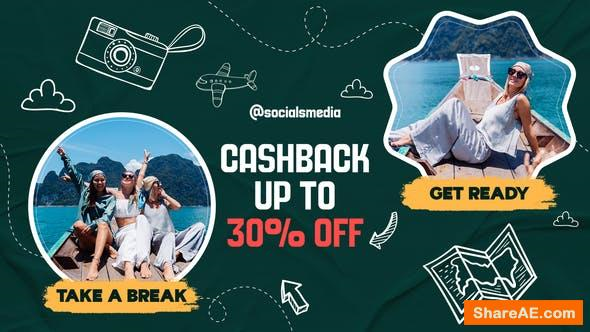 @socialsmedia
CASHBACK
UP TO
30% OFF
GET READY
TAKE A BREAK
ShareAE.com